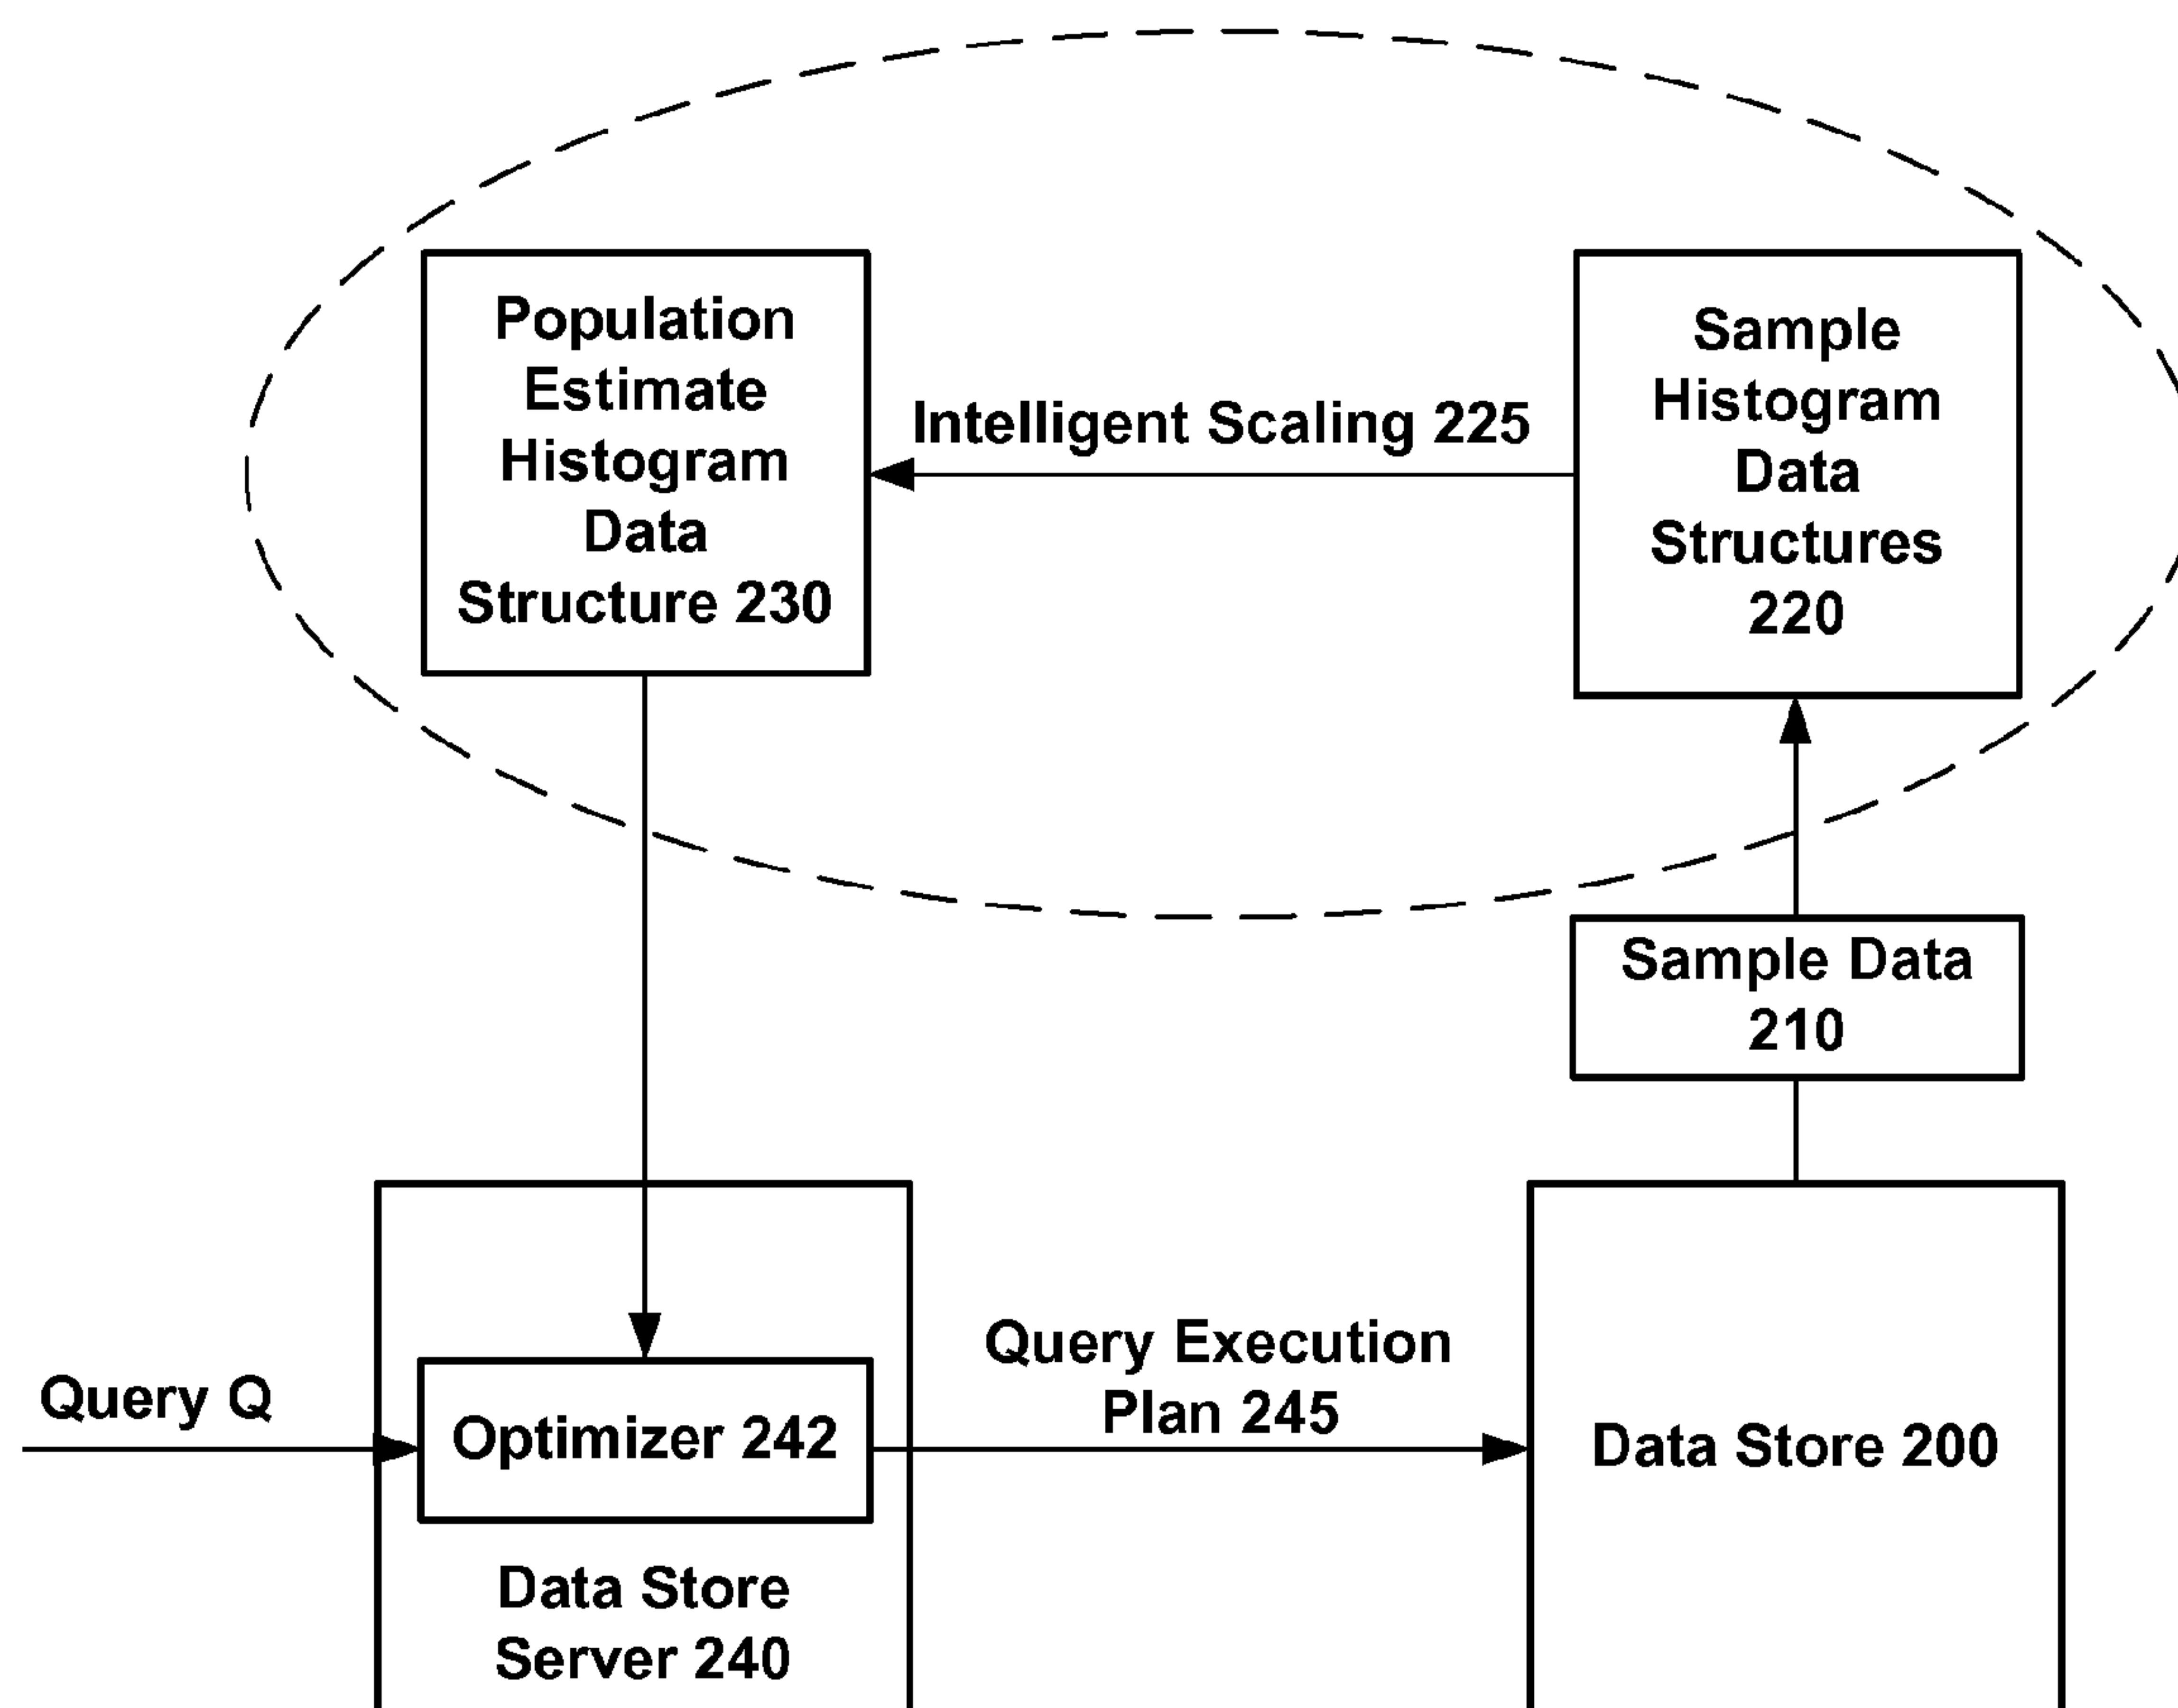 Population
Estimate
Histogram
Data
Structure 230
Intelligent Scaling 225
Sample
Histogram
Data
Structures
220
Sample Data
210
Query Q
Optimizer 242
Data Store
Server 240
Query Execution
Plan 245
Data Store 200